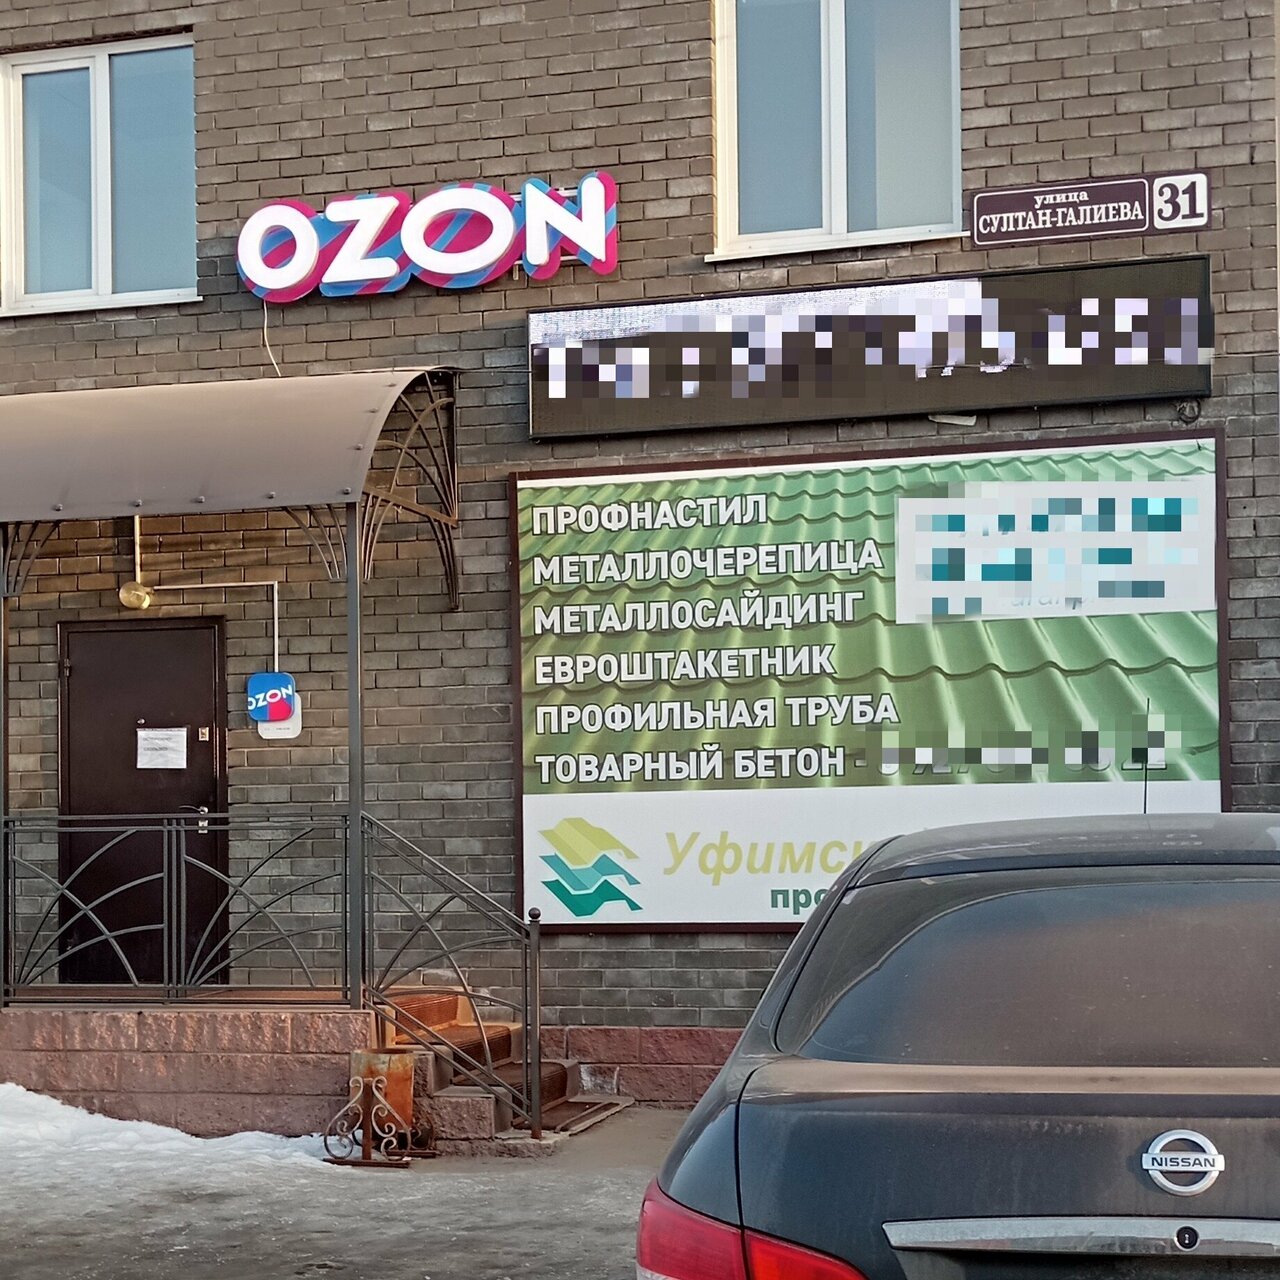 OZON
улица
СУЛТАН-ГАЛИЕВА
31
ПРОФНАСТИЛ
МЕТАЛЛОЧЕРЕПИЦА
МЕТАЛЛОСАЙДИНГ
ЕВРОШТАКЕТНИК
ПРОФИЛЬНАЯ ТРУБА
ТОВАРНЫЙ БЕТОН -
OZON
NISSAN